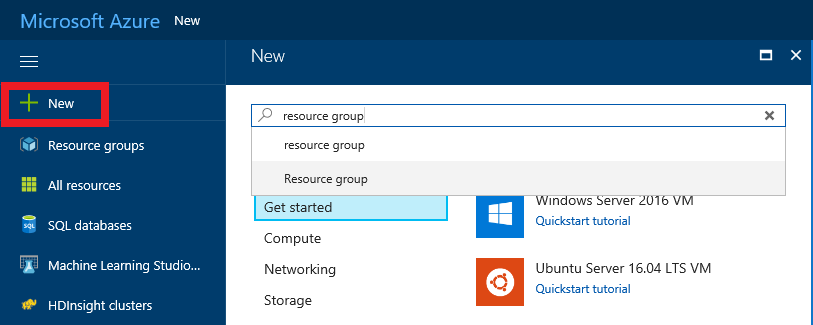 Microsoft Azure New
New
New
resource group
Resource groups
resource group
All resources
Resource group
Get started
Windows Server 2016 VM
Quickstart tutorial
SQL databases
SQL
Compute
Machine Learning Studio...
Networking
Ubuntu Server 16.04 LTS VM
Quickstart tutorial
HDInsight clusters
Storage